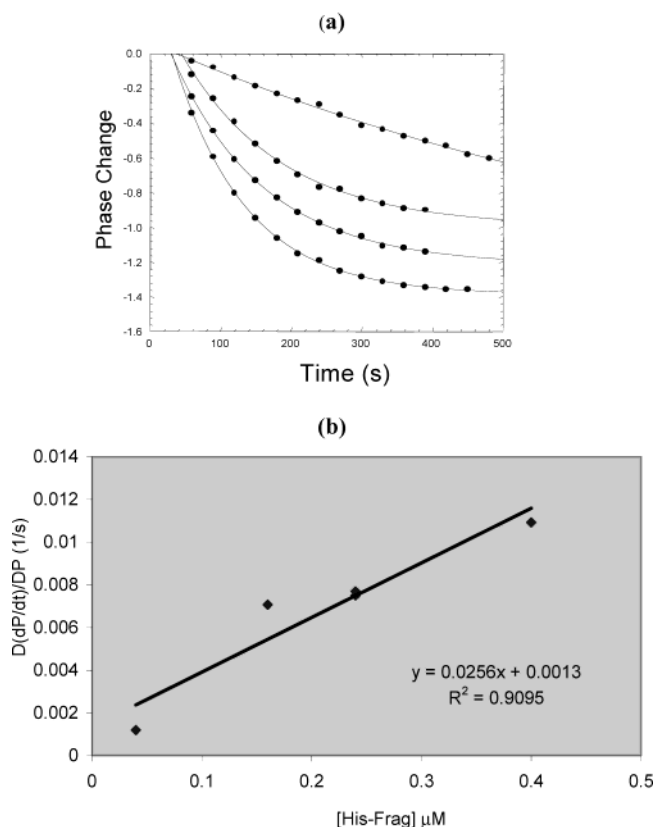 (a)
0.0
-0.2
-0.4
-0.6
-0.8
-1.0
-1.2
-1.4
-1.6
Phase Change
0 100 200 300 400 500
Time (s)
(b)
0.014
0.012
0.01
0.008
0.006
0.004
0.002
0
D(dP/dt)/DP (1/s)
y = 0.0256x + 0.0013
R² = 0.9095
0 0.1 0.2 0.3 0.4 0.5
[His-Frag] μM